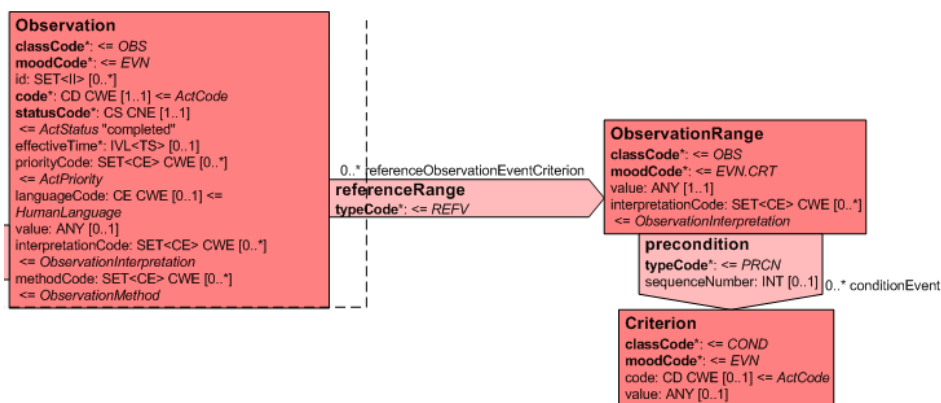 Observation
classCode*: <= OBS
moodCode*: <= EVN
id: SET<II> [0..*]
code*: CD CWE [1..1] <= ActCode
statusCode*: CS CNE [1..1]
<= ActStatus "completed"
effectiveTime*: IVL<TS> [0..1]
priorityCode: SET<CE> CWE [0..*]
<= ActPriority
languageCode: CE CWE [0..1] <=
HumanLanguage
value: ANY [0..1]
interpretationCode: SET<CE> CWE [0..*]
<= ObservationInterpretation
methodCode: SET<CE> CWE [0..*]
<= ObservationMethod
0..* referenceObservationEventCriterion
referenceRange
typeCode*: <= REFV
ObservationRange
classCode*: <= OBS
moodCode*: <= EVN.CRT
value: ANY [1..1]
interpretationCode: SET<CE> CWE [0..*]
<= ObservationInterpretation
precondition
typeCode*: <= PRCN
sequenceNumber: INT [0..1]
0..* conditionEvent
Criterion
classCode*: <= COND
moodCode*: <= EVN
code: CD CWE [0..1] <= ActCode
value: ANY [0..1]